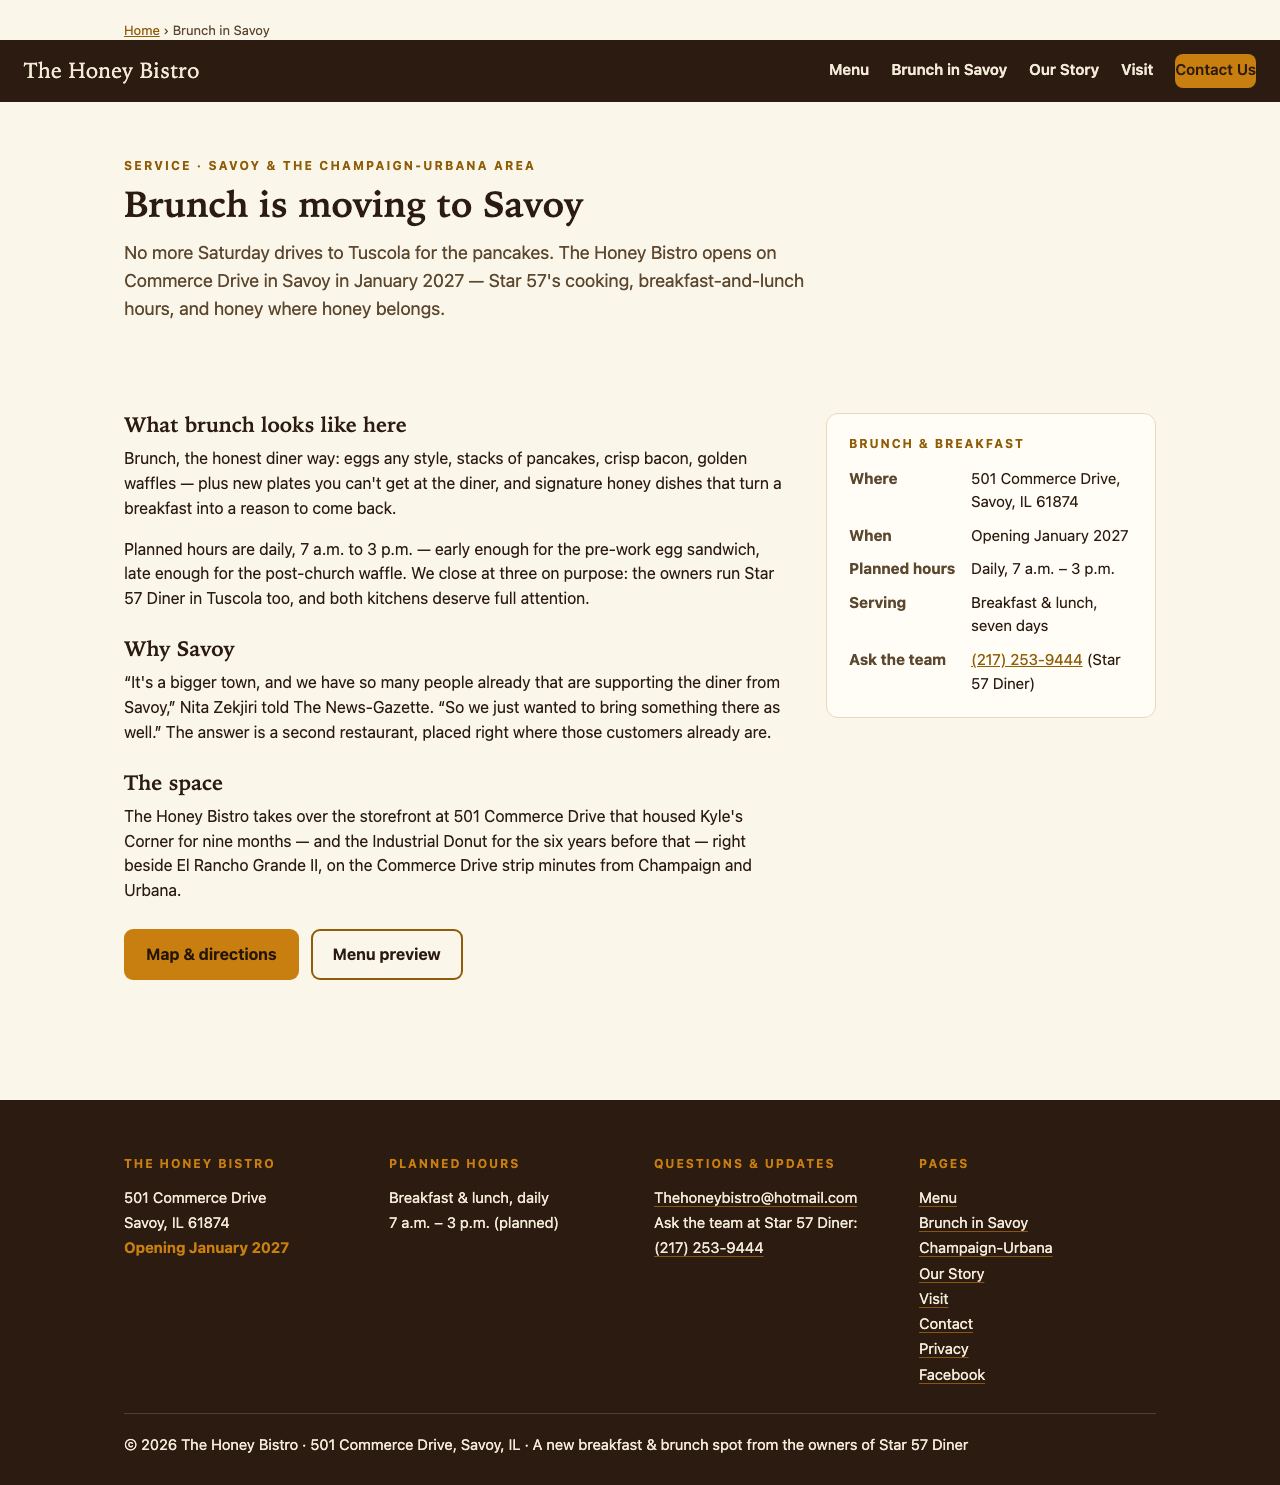 Home › Brunch in Savoy
The Honey Bistro
Menu
Brunch in Savoy
Our Story
Visit
Contact Us
SERVICE · SAVOY & THE CHAMPAIGN-URBANA AREA
Brunch is moving to Savoy
No more Saturday drives to Tuscola for the pancakes. The Honey Bistro opens on
Commerce Drive in Savoy in January 2027 — Star 57's cooking, breakfast-and-lunch
hours, and honey where honey belongs.
What brunch looks like here
Brunch, the honest diner way: eggs any style, stacks of pancakes, crisp bacon, golden
waffles — plus new plates you can't get at the diner, and signature honey dishes that turn a
breakfast into a reason to come back.
Planned hours are daily, 7 a.m. to 3 p.m. — early enough for the pre-work egg sandwich,
late enough for the post-church waffle. We close at three on purpose: the owners run Star
57 Diner in Tuscola too, and both kitchens deserve full attention.
Why Savoy
“It's a bigger town, and we have so many people already that are supporting the diner from
Savoy,” Nita Zekjiri told The News-Gazette. “So we just wanted to bring something there as
well.” The answer is a second restaurant, placed right where those customers already are.
The space
The Honey Bistro takes over the storefront at 501 Commerce Drive that housed Kyle's
Corner for nine months — and the Industrial Donut for the six years before that — right
beside El Rancho Grande II, on the Commerce Drive strip minutes from Champaign and
Urbana.
Map & directions
Menu preview
BRUNCH & BREAKFAST
Where
501 Commerce Drive,
Savoy, IL 61874
When
Opening January 2027
Planned hours
Daily, 7 a.m. – 3 p.m.
Serving
Breakfast & lunch,
seven days
Ask the team
(217) 253-9444 (Star
57 Diner)
THE HONEY BISTRO
501 Commerce Drive
Savoy, IL 61874
Opening January 2027
PLANNED HOURS
Breakfast & lunch, daily
7 a.m. – 3 p.m. (planned)
QUESTIONS & UPDATES
Thehoneybistro@hotmail.com
Ask the team at Star 57 Diner:
(217) 253-9444
PAGES
Menu
Brunch in Savoy
Champaign-Urbana
Our Story
Visit
Contact
Privacy
Facebook
© 2026 The Honey Bistro · 501 Commerce Drive, Savoy, IL · A new breakfast & brunch spot from the owners of Star 57 Diner